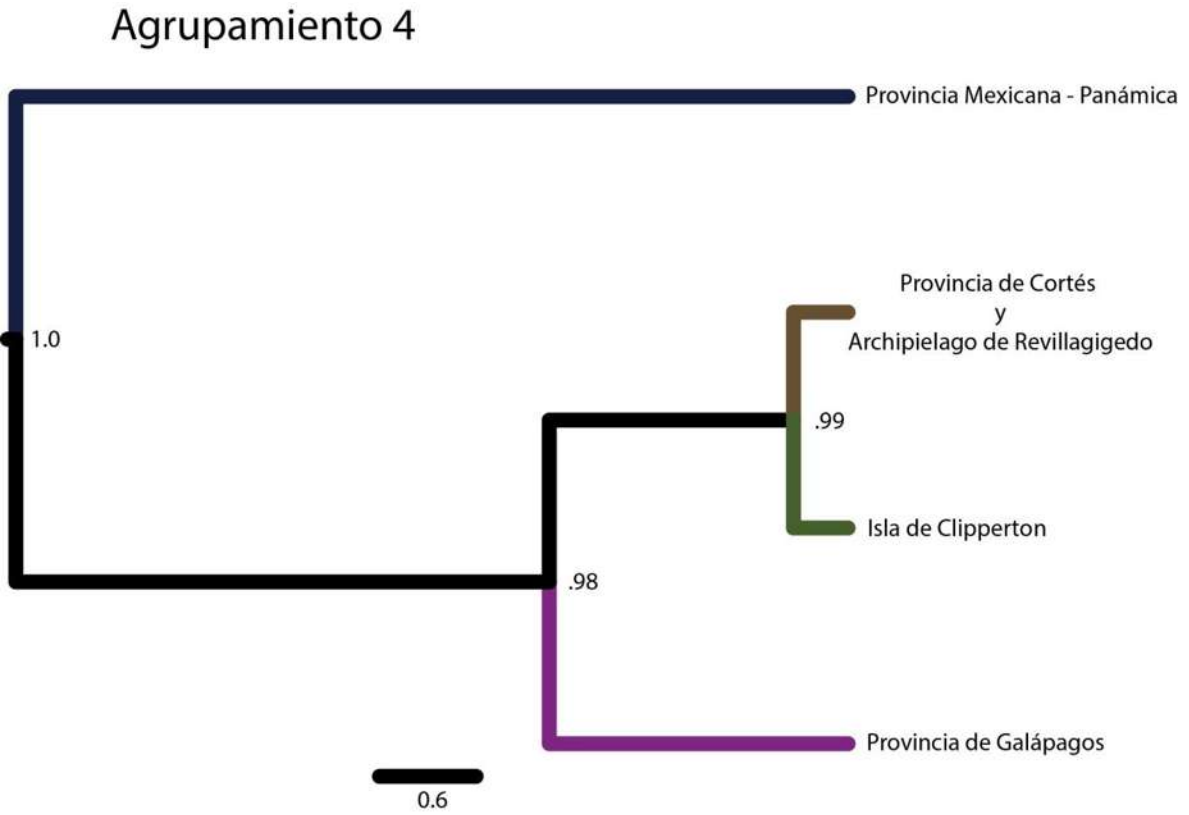 Agrupamiento 4
Provincia Mexicana - Panámica
Provincia de Cortés
y
Archipielago de Revillagigedo
1.0
.99
Isla de Clipperton
.98
Provincia de Galápagos
0.6